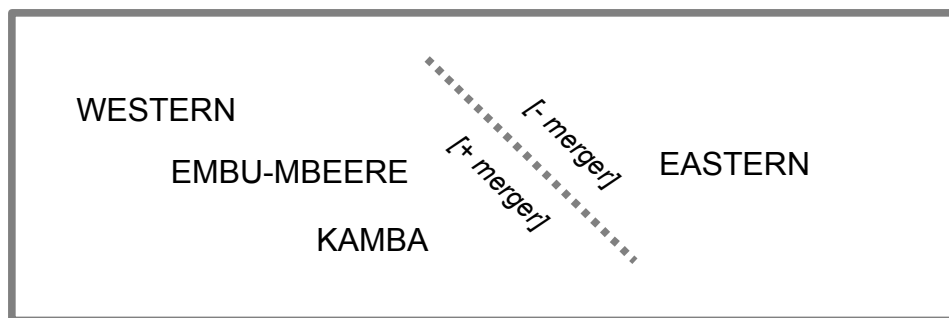 WESTERN
[- merger]
EMBU-MBEERE
[+ merger]
EASTERN
KAMBA